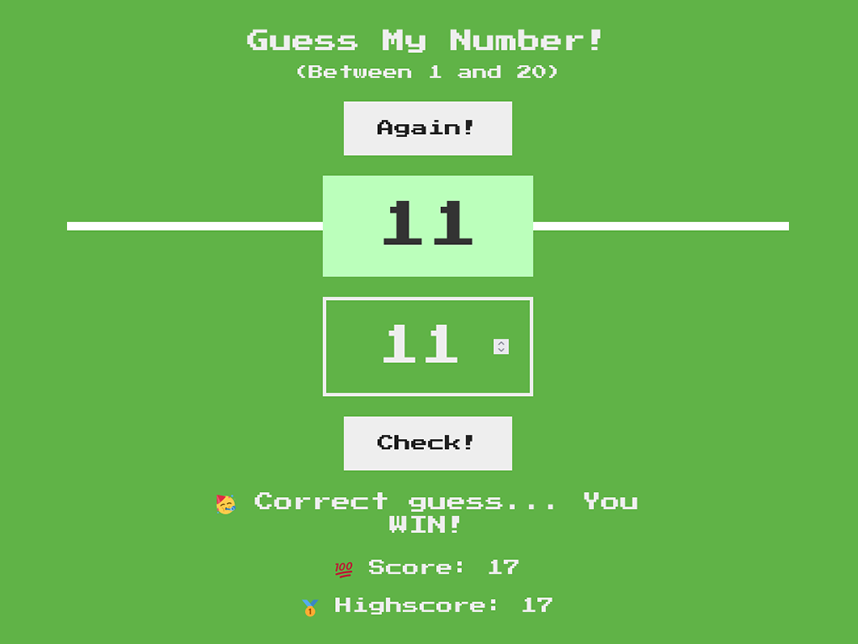 Guess My Number!
(Between 1 and 20)
Again!
11
11
Check!
🥳 Correct guess... You
WIN!
💯 Score: 17
🥇 Highscore: 17